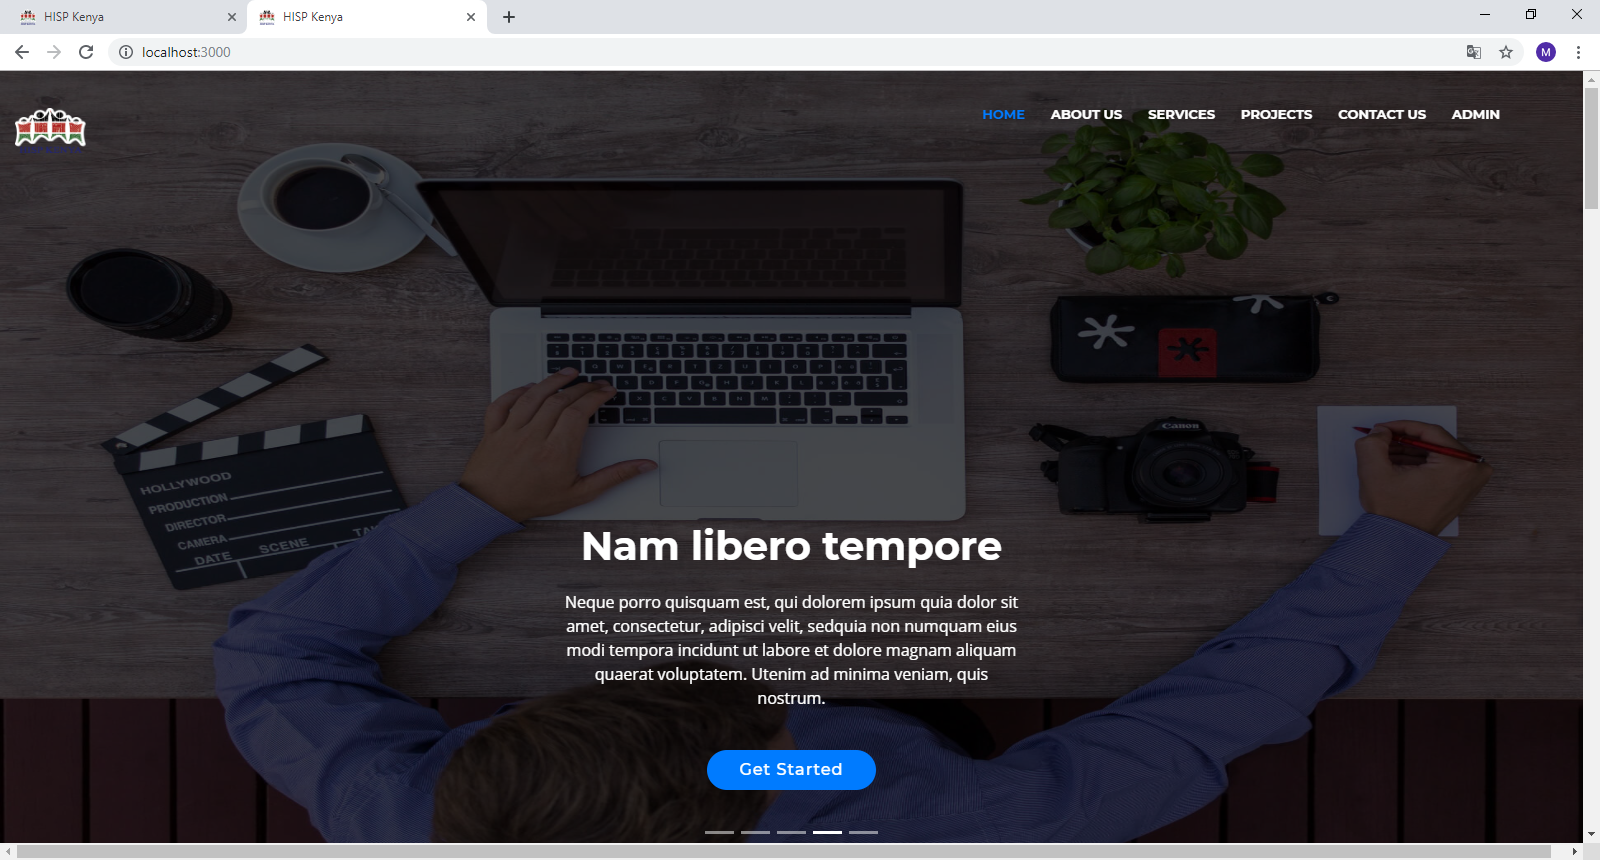 HISP Kenya
HISP Kenya
localhost:3000
M
HOME ABOUT US SERVICES PROJECTS CONTACT US ADMIN
Canon
HOLLYWOOD
PRODUCTION
DIRECTOR
CAMERA
DATE SCENE TA
Nam libero tempore
Neque porro quisquam est, qui dolorem ipsum quia dolor sit
amet, consectetur, adipisci velit, sedquia non numquam eius
modi tempora incidunt ut labore et dolore magnam aliquam
quaerat voluptatem. Utenim ad minima veniam, quis
nostrum.
Get Started